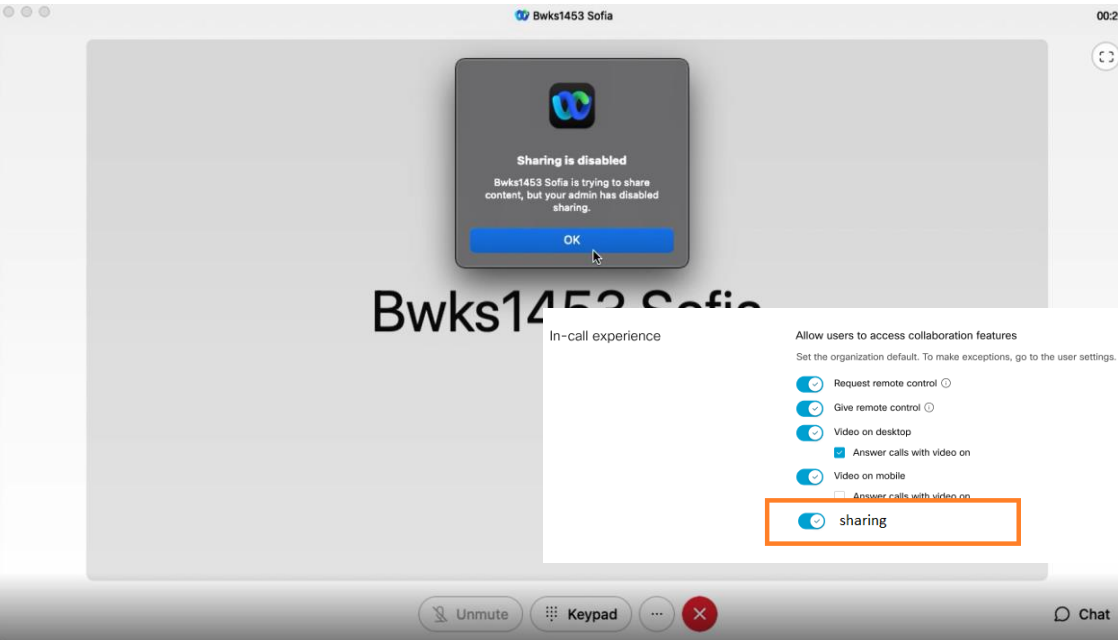 Bwks1453 Sofia
00:2
Sharing is disabled
Bwks1453 Sofia is trying to share
content, but your admin has disabled
sharing.
OK
Bwks1453 Sofia
In-call experience
Allow users to access collaboration features
Set the organization default. To make exceptions, go to the user settings.
Request remote control
Give remote control
Video on desktop
Answer calls with video on
Video on mobile
Answer calls with video on
sharing
Unmute
Keypad
Chat